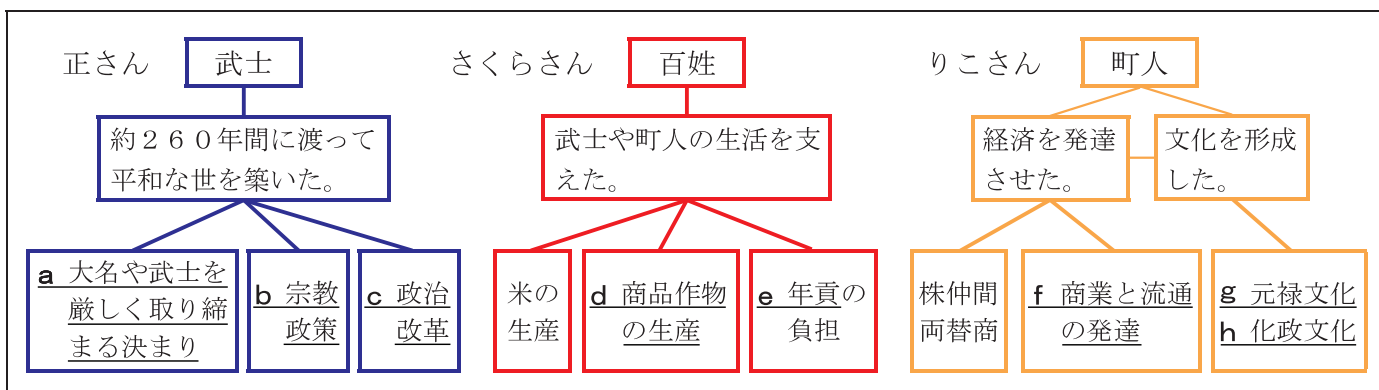 正さん 武士
約２６０年間に渡って
平和な世を築いた。
a 大名や武士を
厳しく取り締
まる決まり
b 宗教
政策
c 政治
改革
さくらさん 百姓
武士や町人の生活を支
えた。
米の
生産
d 商品作物
の生産
e 年貢の
負担
りこさん 町人
経済を発達
させた。
文化を形成
した。
株仲間
両替商
f 商業と流通
の発達
g 元禄文化
h 化政文化